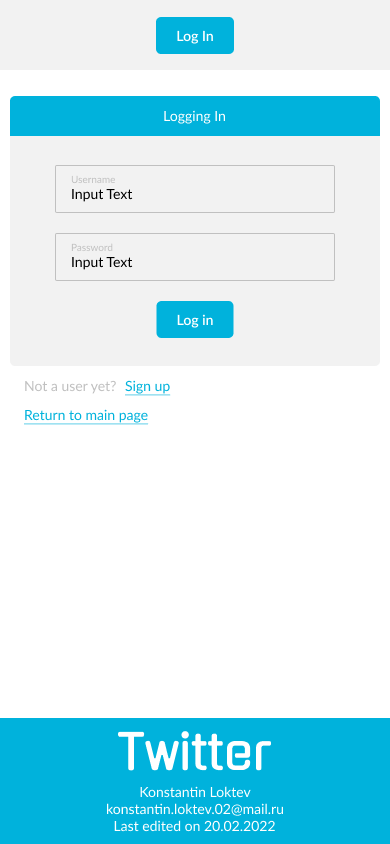 Log In
Logging In
Username
Input Text
Password
Input Text
Log in
Not a user yet? Sign up
Return to main page
Twitter
Konstantin Loktev
konstantin.loktev.02@mail.ru
Last edited on 20.02.2022